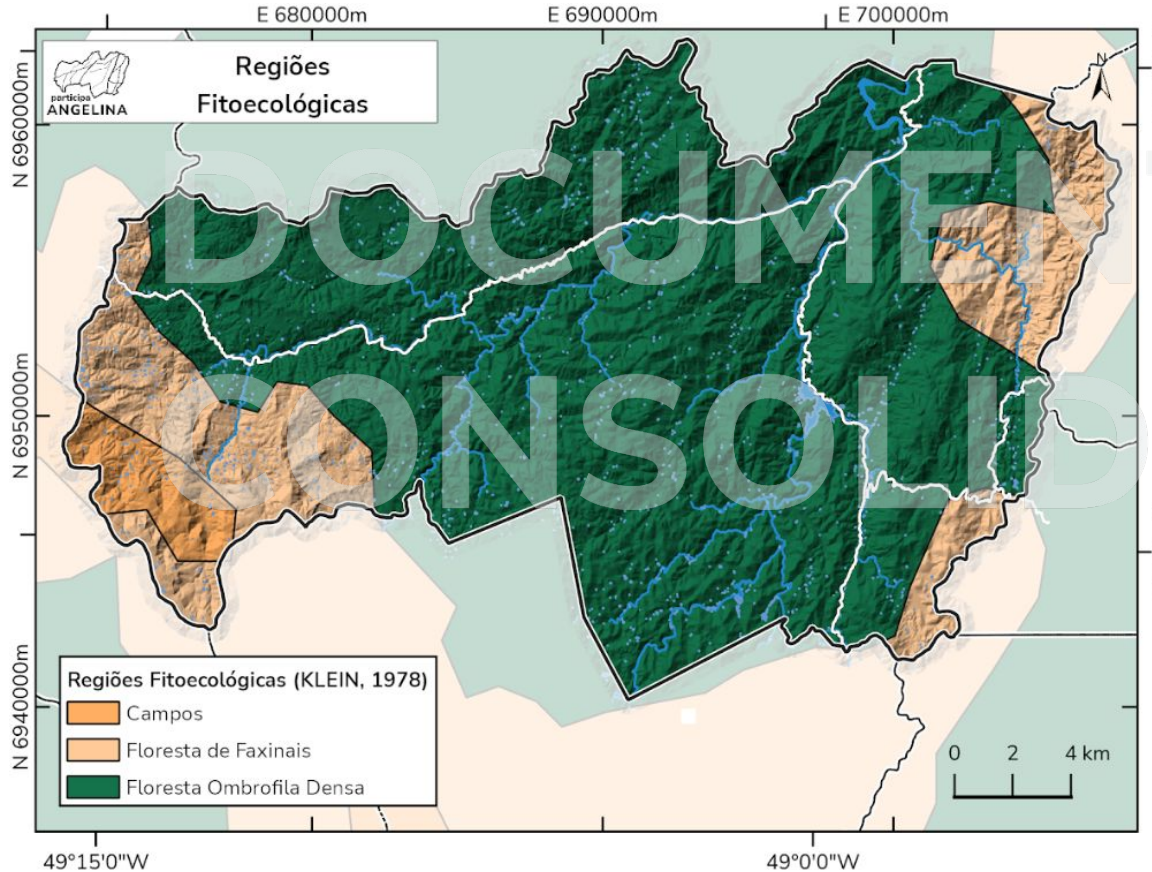 E 680000m E 690000m E 700000m
participa
ANGELINA
Regiões
Fitoecológicas
N
N 6960000m
DOCUMEN
N 6950000m
CONSOLID
N 6940000m
Regiões Fitoecológicas (KLEIN, 1978)
Campos
Floresta de Faxinais
Floresta Ombrofila Densa
0 2 4 km
49°15'0"W 49°0'0"W